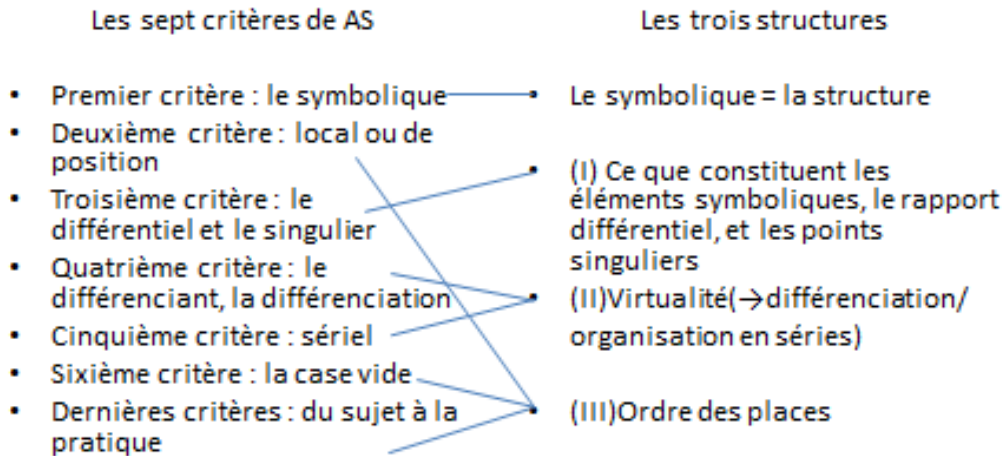 Les sept critères de AS
• Premier critère : le symbolique
• Deuxième critère : local ou de
position
• Troisième critère : le
différentiel et le singulier
• Quatrième critère : le
différenciant, la différenciation
• Cinquième critère : sériel
• Sixième critère : la case vide
• Dernières critères : du sujet à la
pratique
Les trois structures
• Le symbolique = la structure
• (I) Ce que constituent les
éléments symboliques, le rapport
différentiel, et les points
singuliers
• (II)Virtualité(→différenciation/
organisation en séries)
• (III)Ordre des places